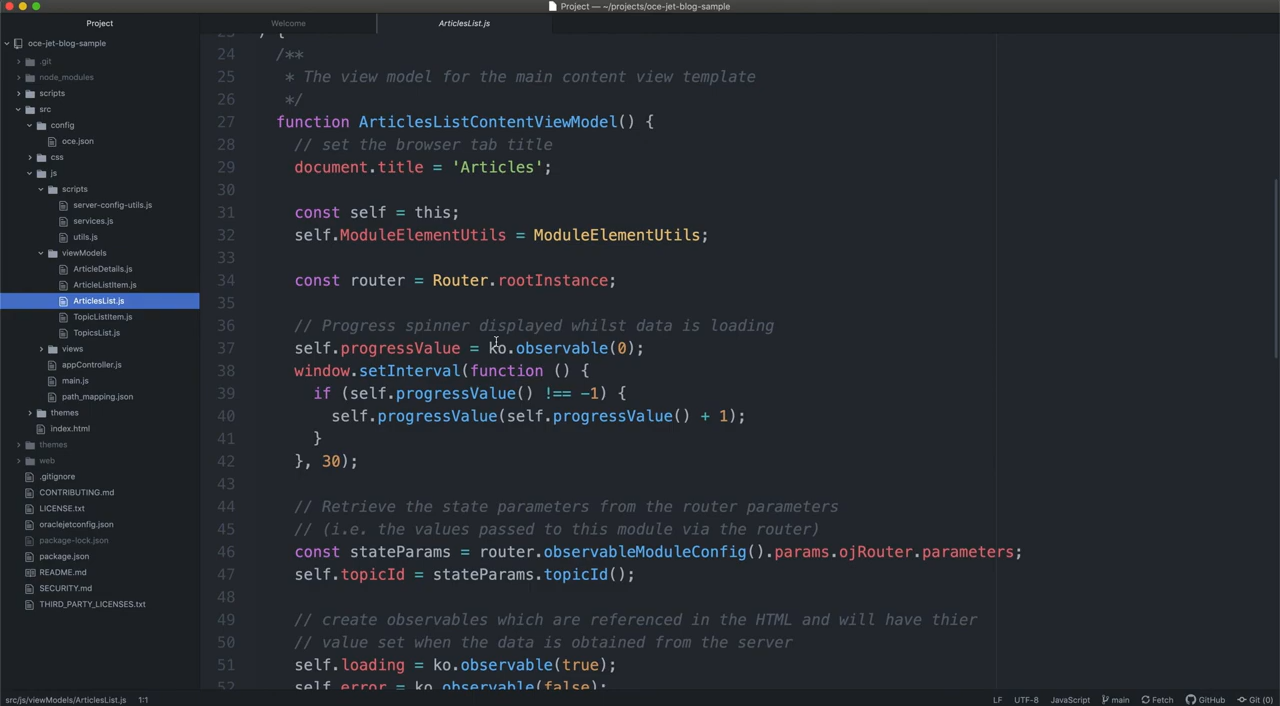 Project — ~/projects/oce-jet-blog-sample
Project
Welcome
ArticlesList.js
oce-jet-blog-sample
.git
node_modules
scripts
src
config
oce.json
css
js
scripts
server-config-utils.js
services.js
utils.js
viewModels
ArticleDetails.js
ArticleListItem.js
ArticlesList.js
TopicListItem.js
TopicsList.js
views
appController.js
main.js
path_mapping.json
themes
index.html
themes
web
.gitignore
CONTRIBUTING.md
LICENSE.txt
oraclejetconfig.json
package-lock.json
package.json
README.md
SECURITY.md
THIRD_PARTY_LICENSES.txt
23 ) {
24 /**
25 * The view model for the main content view template
26 */
27 function ArticlesListContentViewModel() {
28 // set the browser tab title
29 document.title = 'Articles';
30
31 const self = this;
32 self.ModuleElementUtils = ModuleElementUtils;
33
34 const router = Router.rootInstance;
35
36 // Progress spinner displayed whilst data is loading
37 self.progressValue = ko.observable(0);
38 window.setInterval(function () {
39 if (self.progressValue() !== -1) {
40 self.progressValue(self.progressValue() + 1);
41 }
42 }, 30);
43
44 // Retrieve the state parameters from the router parameters
45 // (i.e. the values passed to this module via the router)
46 const stateParams = router.observableModuleConfig().params.ojRouter.parameters;
47 self.topicId = stateParams.topicId();
48
49 // create observables which are referenced in the HTML and will have thier
50 // value set when the data is obtained from the server
51 self.loading = ko.observable(true);
52 self.error = ko.observable(false);
src/js/viewModels/ArticlesList.js 1:1
LF UTF-8 JavaScript main Fetch GitHub Git (0)